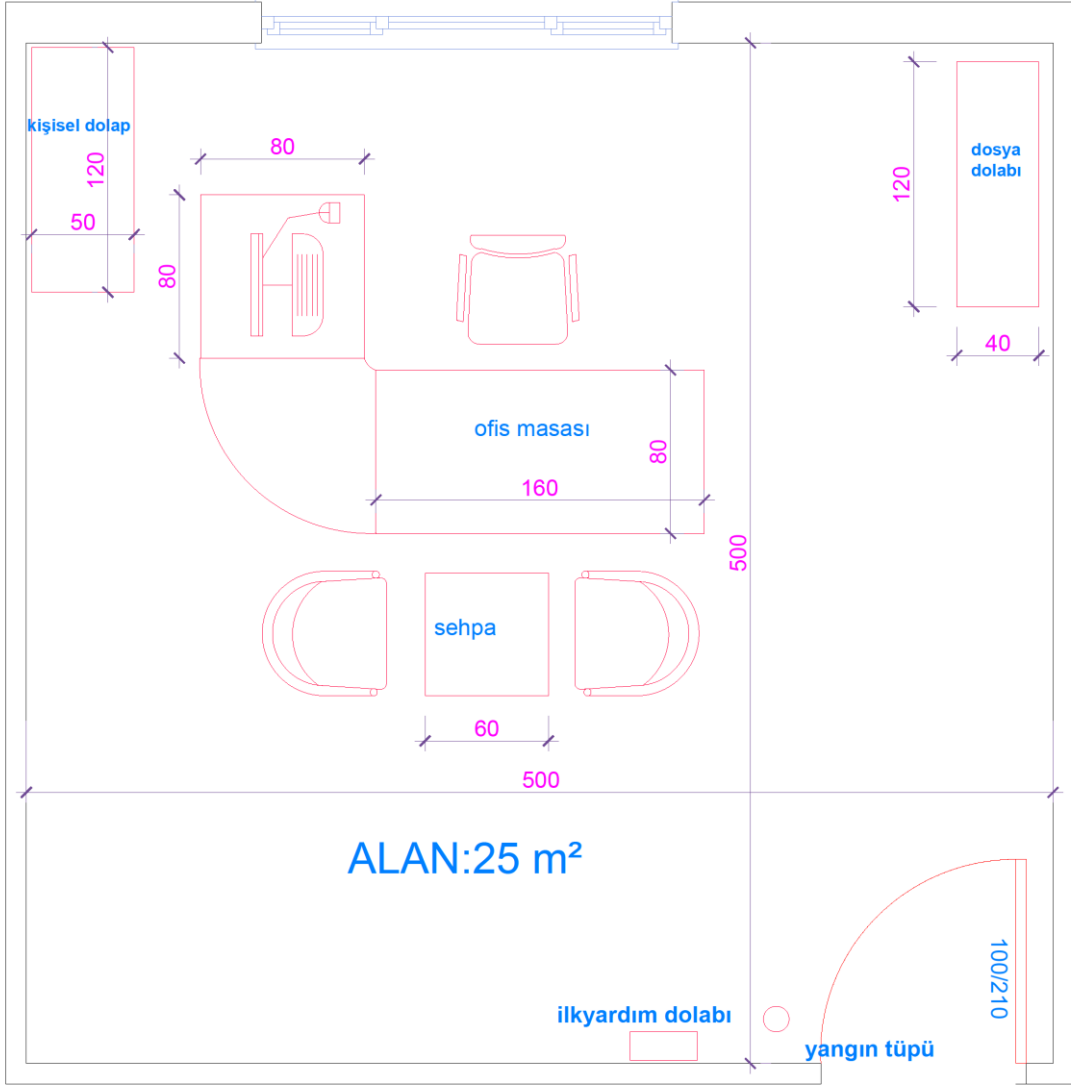 kişisel dolap
120
50
80
80
dosya
dolabı
120
40
ofis masası
80
160
500
sehpa
60
500
ALAN:25 m²
100/210
ilkyardım dolabı
yangın tüpü